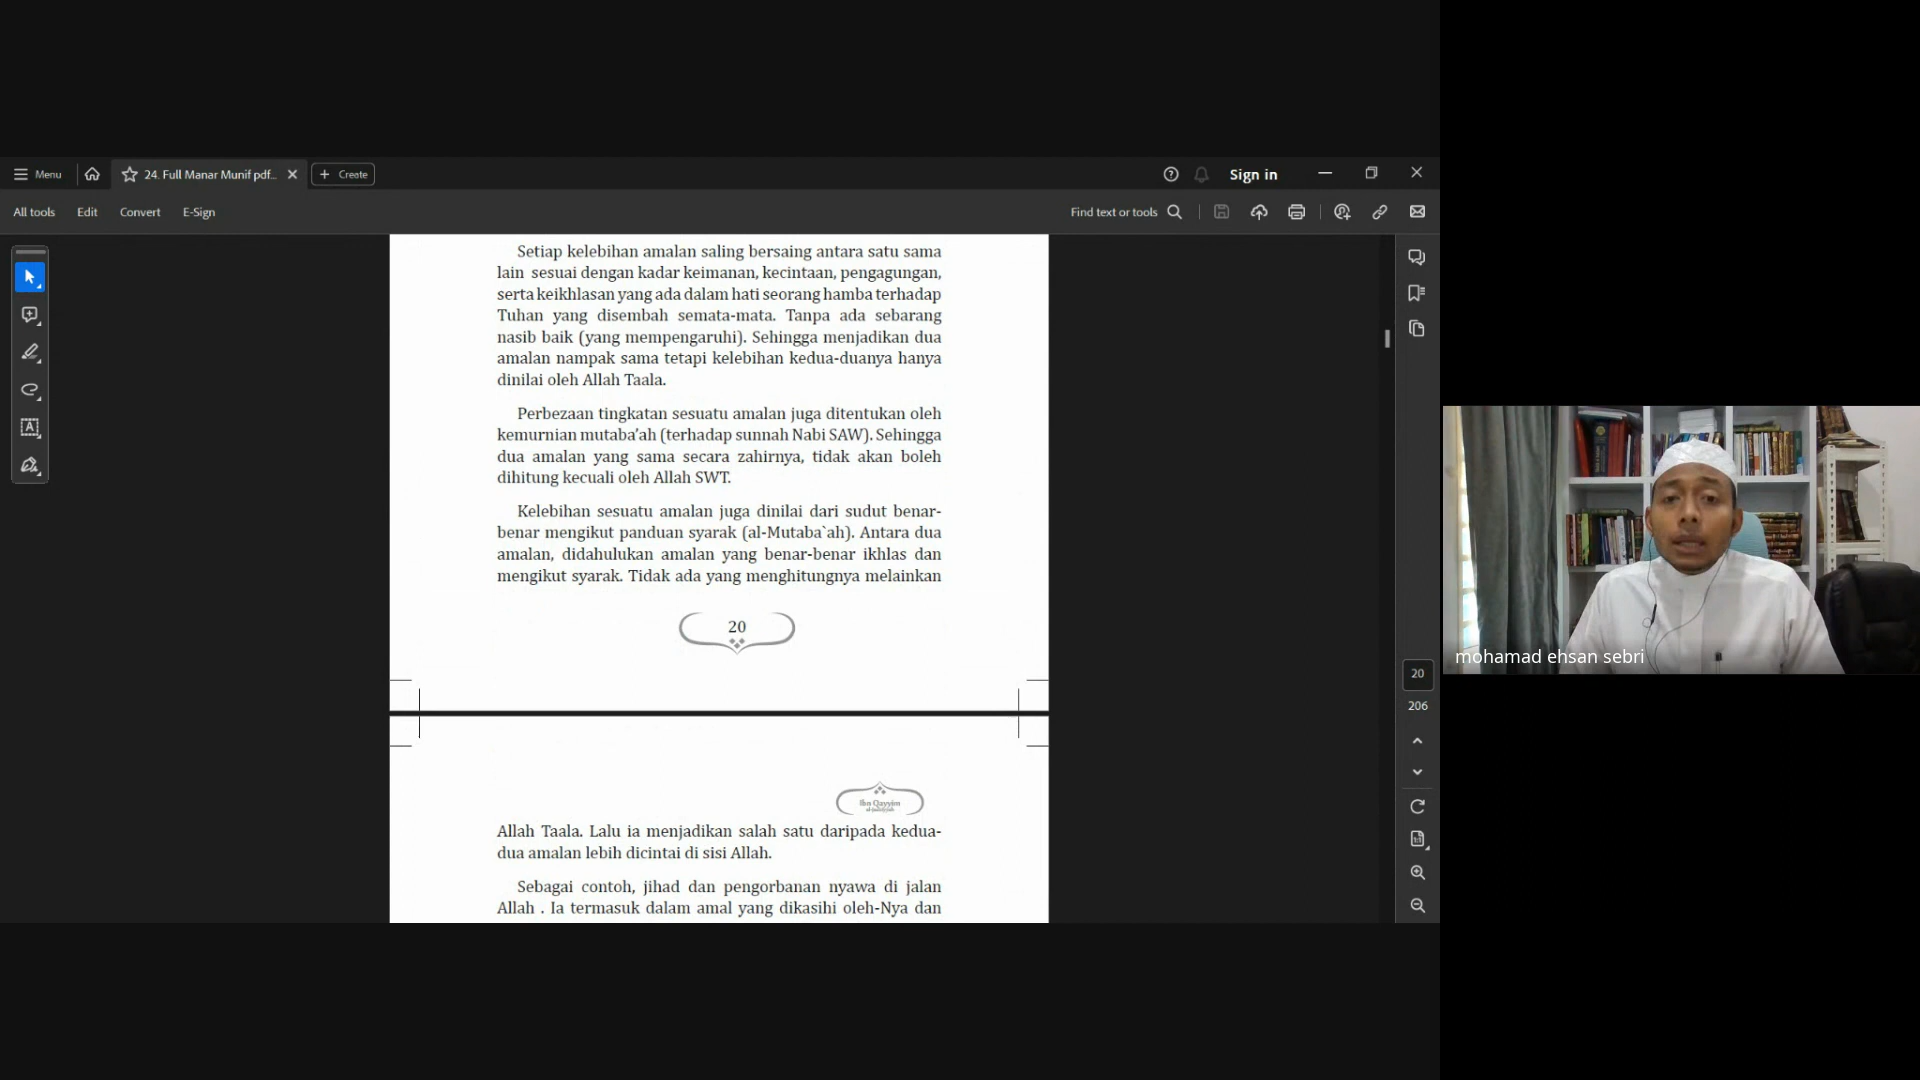 Menu
24. Full Manar Munif pdf...
Create
Sign in
All tools
Edit
Convert
E-Sign
Find text or tools
Setiap kelebihan amalan saling bersaing antara satu sama
lain sesuai dengan kadar keimanan, kecintaan, pengagungan,
serta keikhlasan yang ada dalam hati seorang hamba terhadap
Tuhan yang disembah semata-mata. Tanpa ada sebarang
nasib baik (yang mempengaruhi). Sehingga menjadikan dua
amalan nampak sama tetapi kelebihan kedua-duanya hanya
dinilai oleh Allah Taala.
Perbezaan tingkatan sesuatu amalan juga ditentukan oleh
kemurnian mutaba’ah (terhadap sunnah Nabi SAW). Sehingga
dua amalan yang sama secara zahirnya, tidak akan boleh
dihitung kecuali oleh Allah SWT.
Kelebihan sesuatu amalan juga dinilai dari sudut benar-
benar mengikut panduan syarak (al-Mutaba`ah). Antara dua
amalan, didahulukan amalan yang benar-benar ikhlas dan
mengikut syarak. Tidak ada yang menghitungnya melainkan
20
Ibn Qayyim
Allah Taala. Lalu ia menjadikan salah satu daripada kedua-
dua amalan lebih dicintai di sisi Allah.
Sebagai contoh, jihad dan pengorbanan nyawa di jalan
Allah . Ia termasuk dalam amal yang dikasihi oleh-Nya dan
20
206
mohamad ehsan sebri